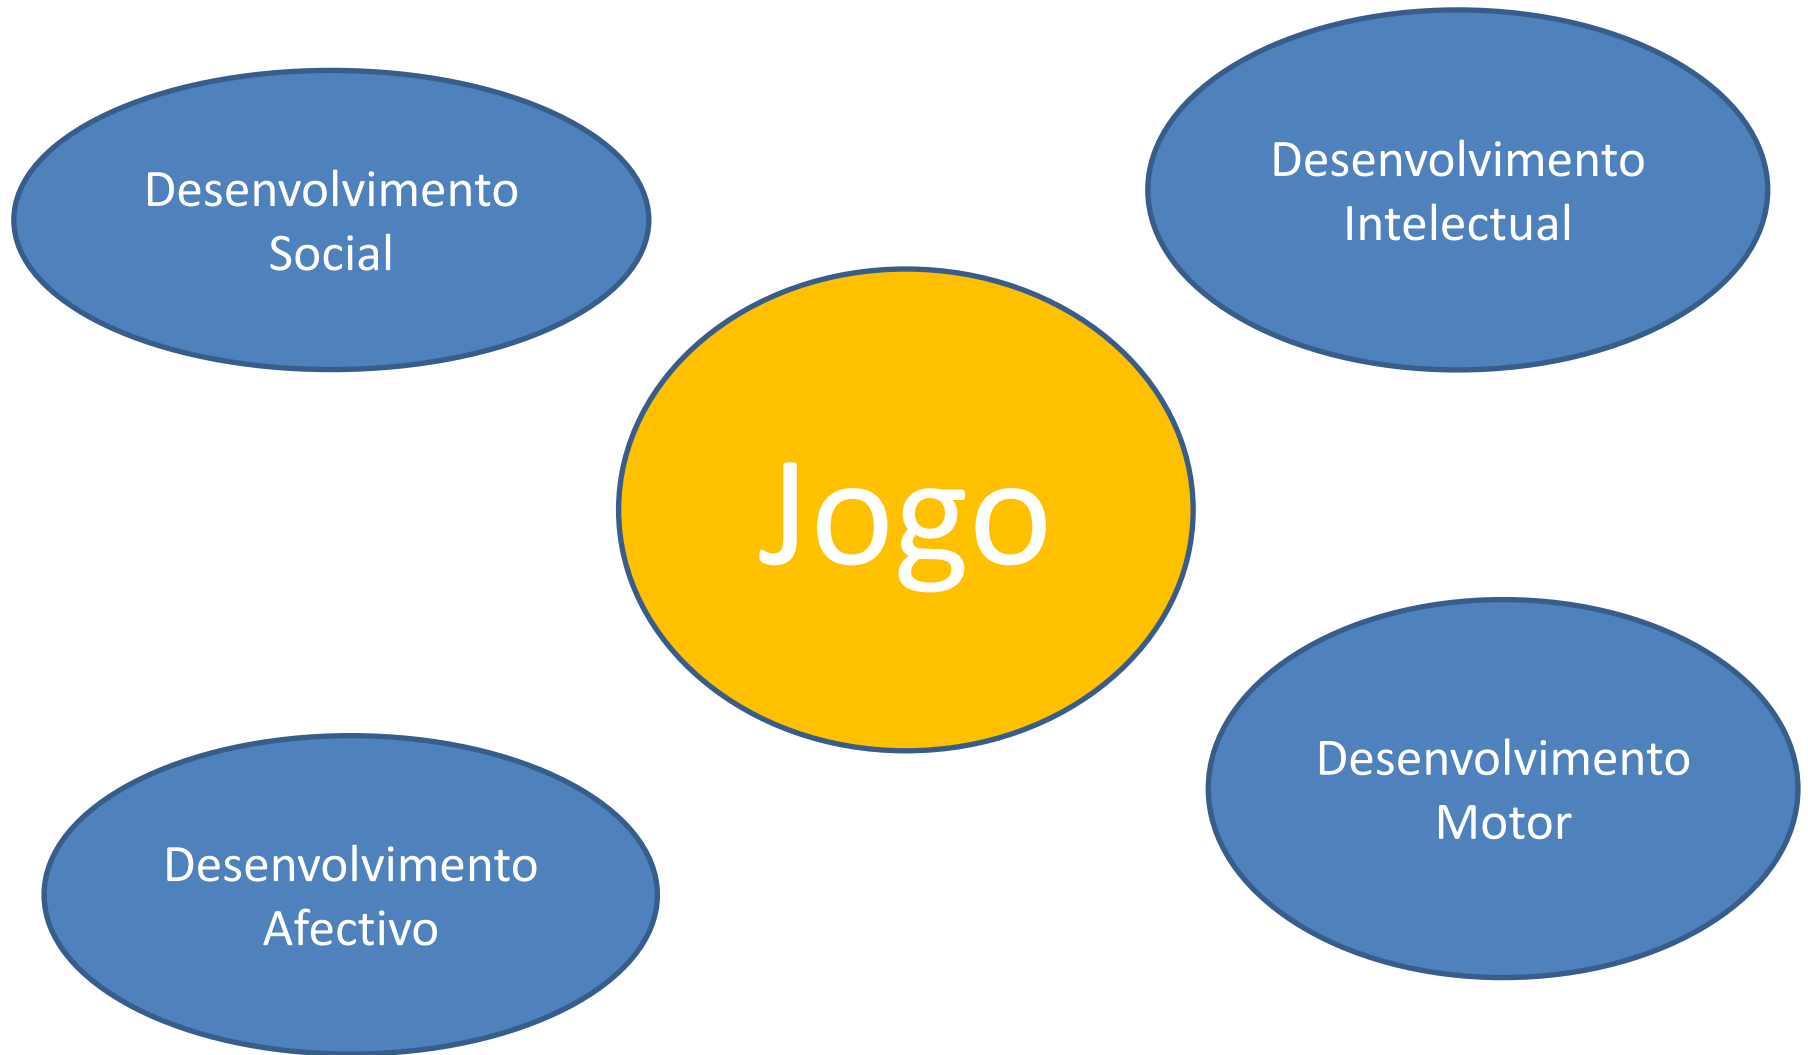 Desenvolvimento
Social
Desenvolvimento
Intelectual
Jogo
Desenvolvimento
Afectivo
Desenvolvimento
Motor